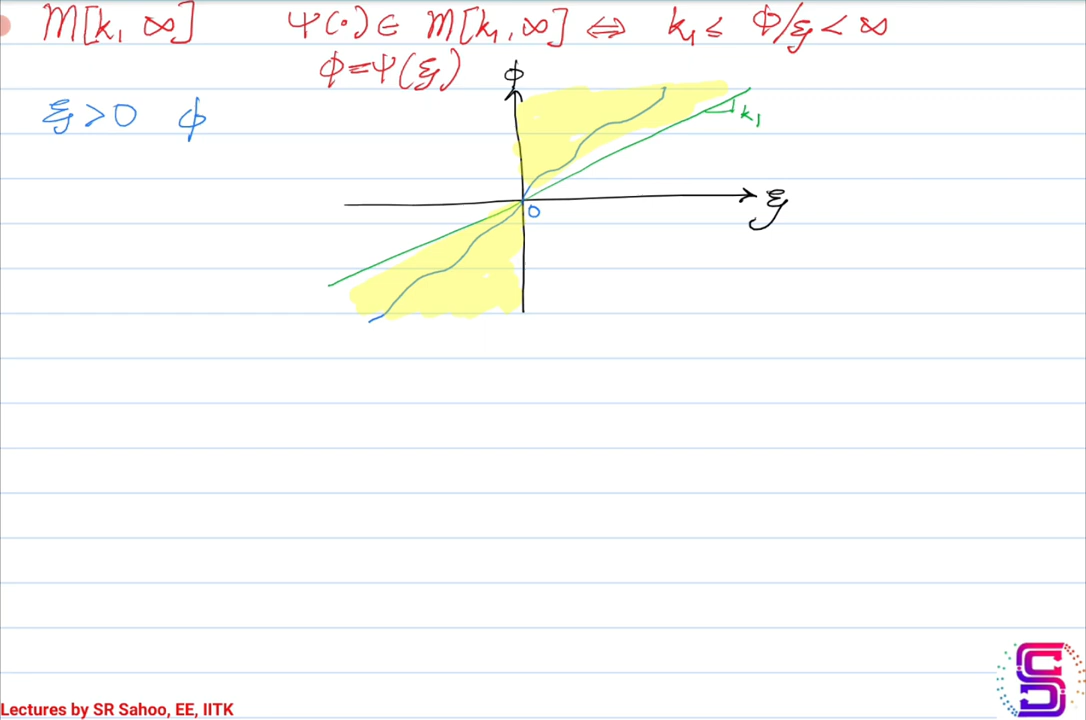 M[k₁ ∞] Ψ(·) ∈ M[k₁, ∞] ⇔ k₁ ≤ Φ/ξ < ∞
Φ = Ψ(ξ)
Φ
ξ > 0 Φ
k₁
ξ
0
Lectures by SR Sahoo, EE, IITK